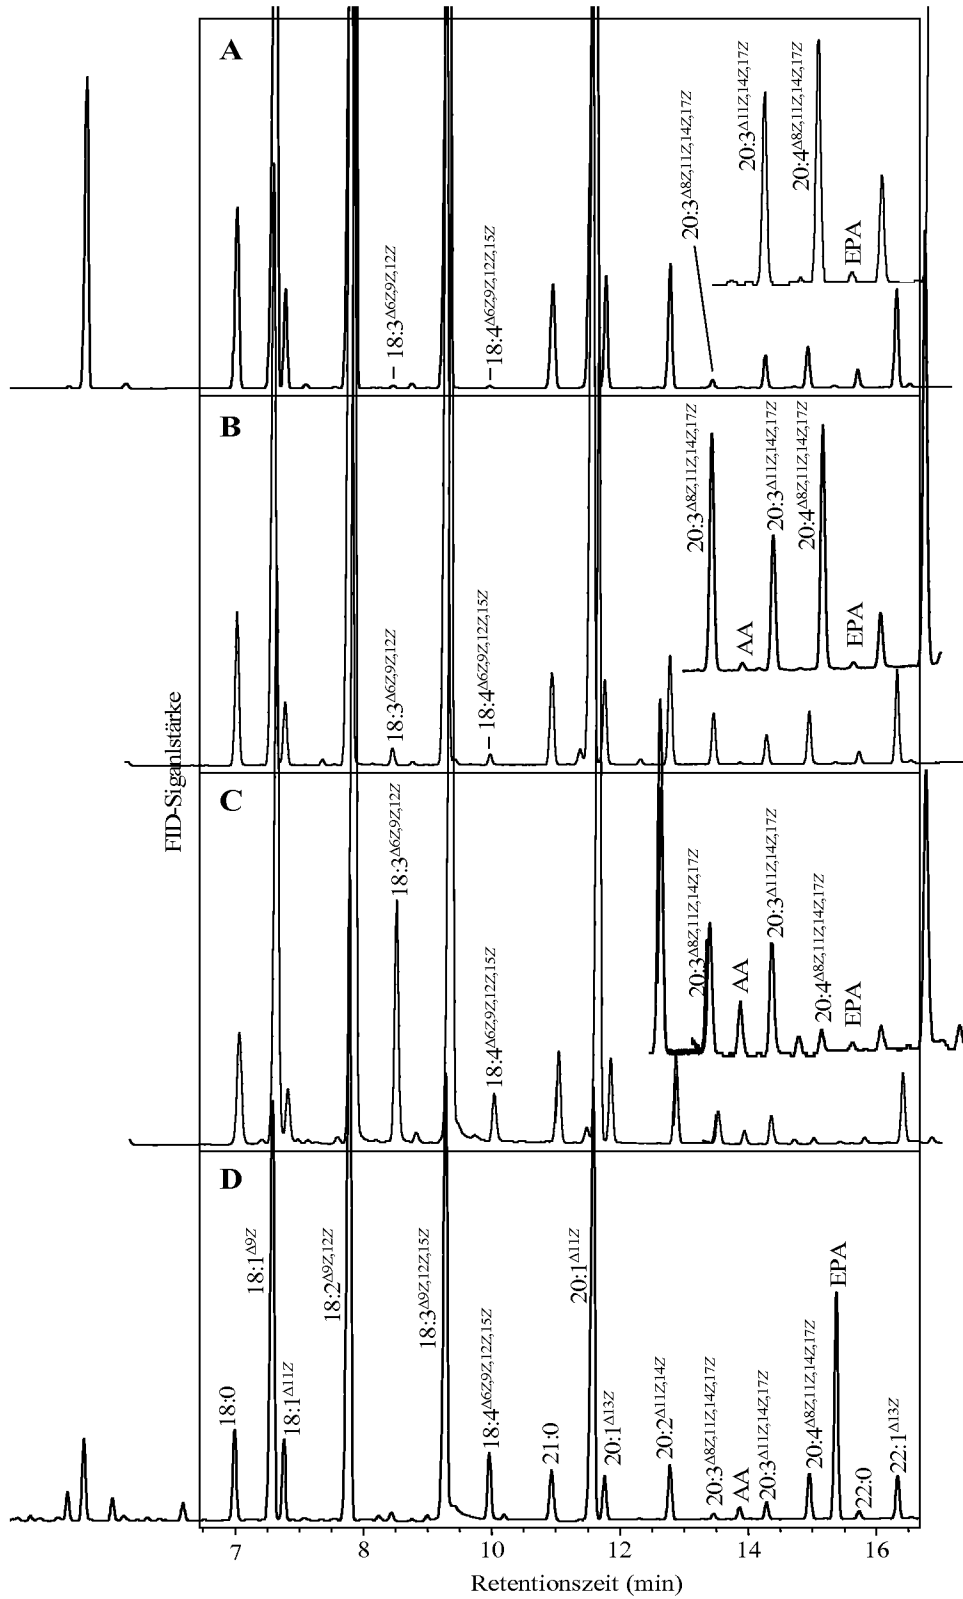 A
18:3Δ6Z,9Z,12Z
18:4Δ6Z,9Z,12Z,15Z
20:3Δ8Z,11Z,14Z,17Z
20:3Δ11Z,14Z,17Z
20:4Δ8Z,11Z,14Z,17Z
EPA
B
18:3Δ6Z,9Z,12Z
18:4Δ6Z,9Z,12Z,15Z
20:3Δ8Z,11Z,14Z,17Z
AA
20:3Δ11Z,14Z,17Z
20:4Δ8Z,11Z,14Z,17Z
EPA
FID-Siganlstärke
C
18:3Δ6Z,9Z,12Z
18:4Δ6Z,9Z,12Z,15Z
20:3Δ8Z,11Z,14Z,17Z
AA
20:3Δ11Z,14Z,17Z
20:4Δ8Z,11Z,14Z,17Z
EPA
D
18:0
18:1Δ9Z
18:1Δ11Z
18:2Δ9Z,12Z
18:3Δ9Z,12Z,15Z
18:4Δ6Z,9Z,12Z,15Z
21:0
20:1Δ11Z
20:1Δ13Z
20:2Δ11Z,14Z
20:3Δ8Z,11Z,14Z,17Z
AA
20:3Δ11Z,14Z,17Z
20:4Δ8Z,11Z,14Z,17Z
EPA
22:0
22:1Δ13Z
7 8 10 12 14 16
Retentionszeit (min)